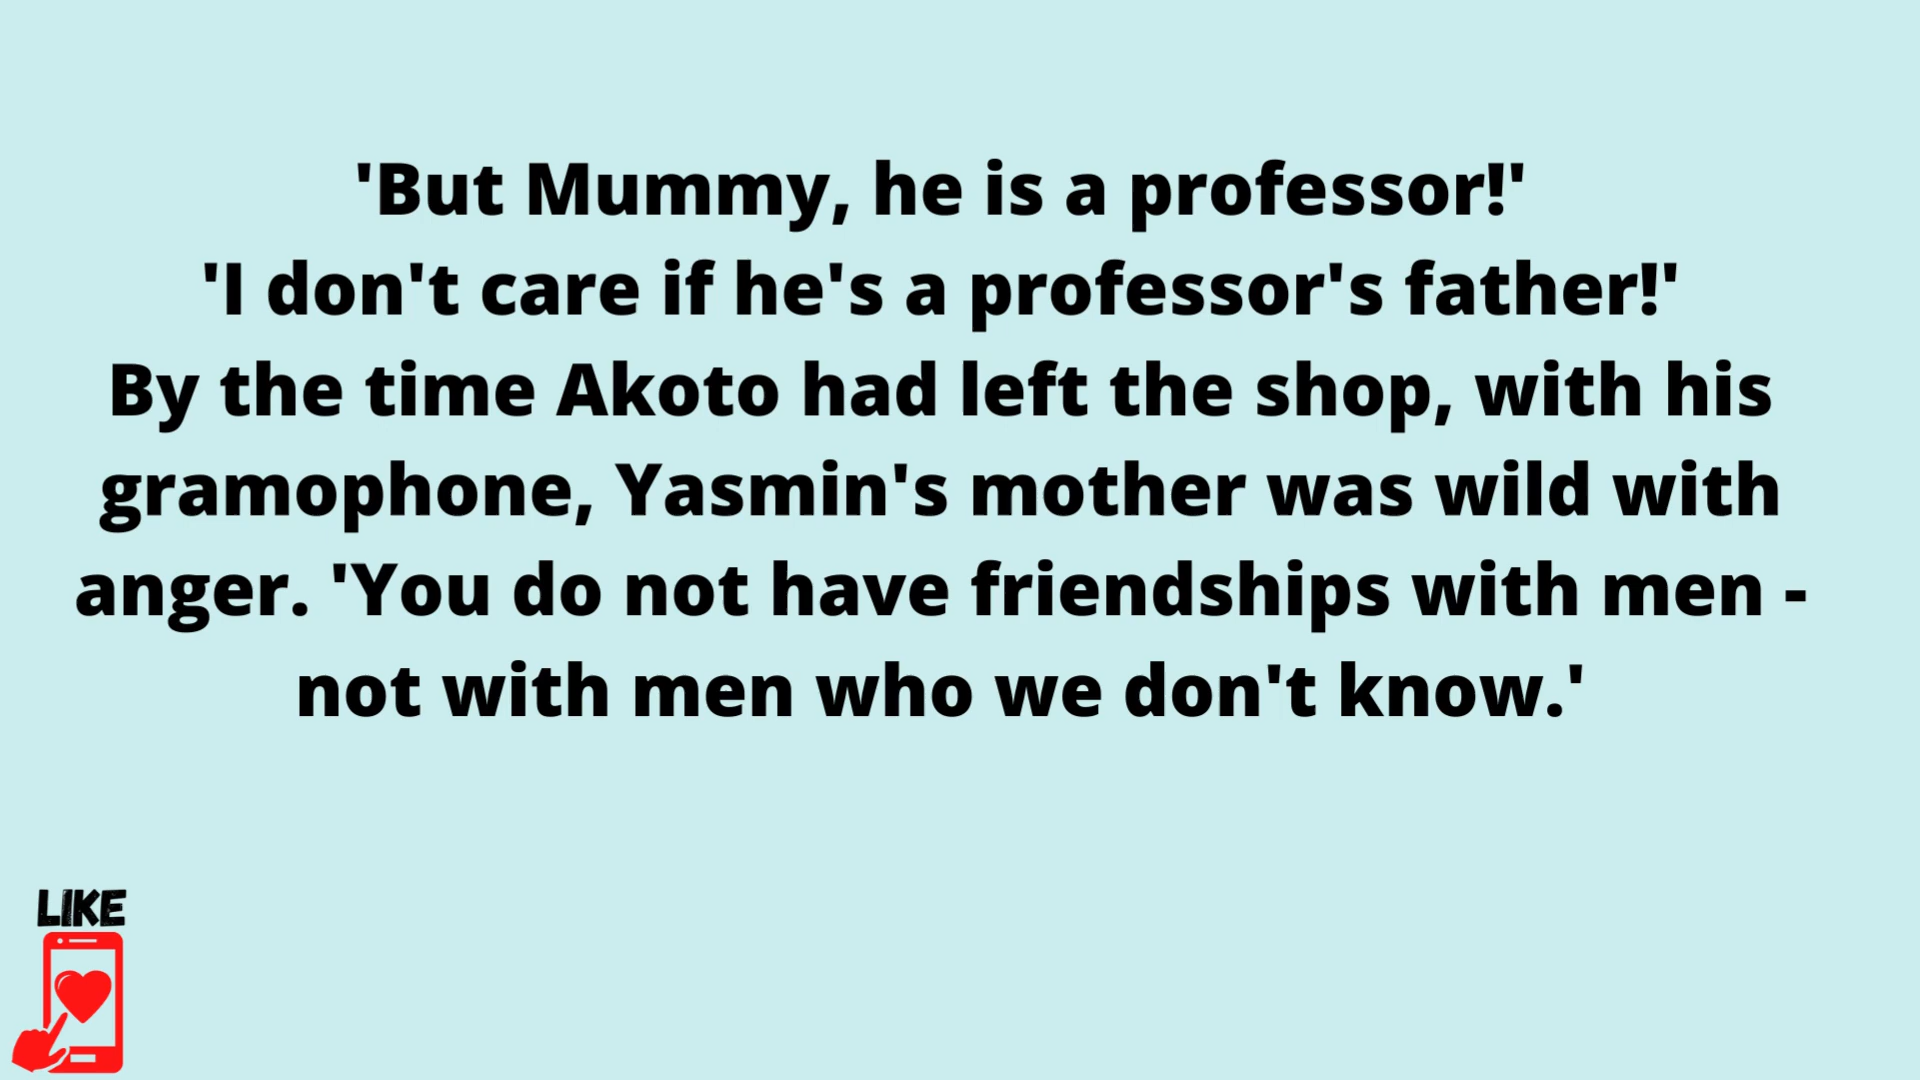 'But Mummy, he is a professor!'
'I don't care if he's a professor's father!'
By the time Akoto had left the shop, with his
gramophone, Yasmin's mother was wild with
anger. 'You do not have friendships with men -
not with men who we don't know.'
LIKE